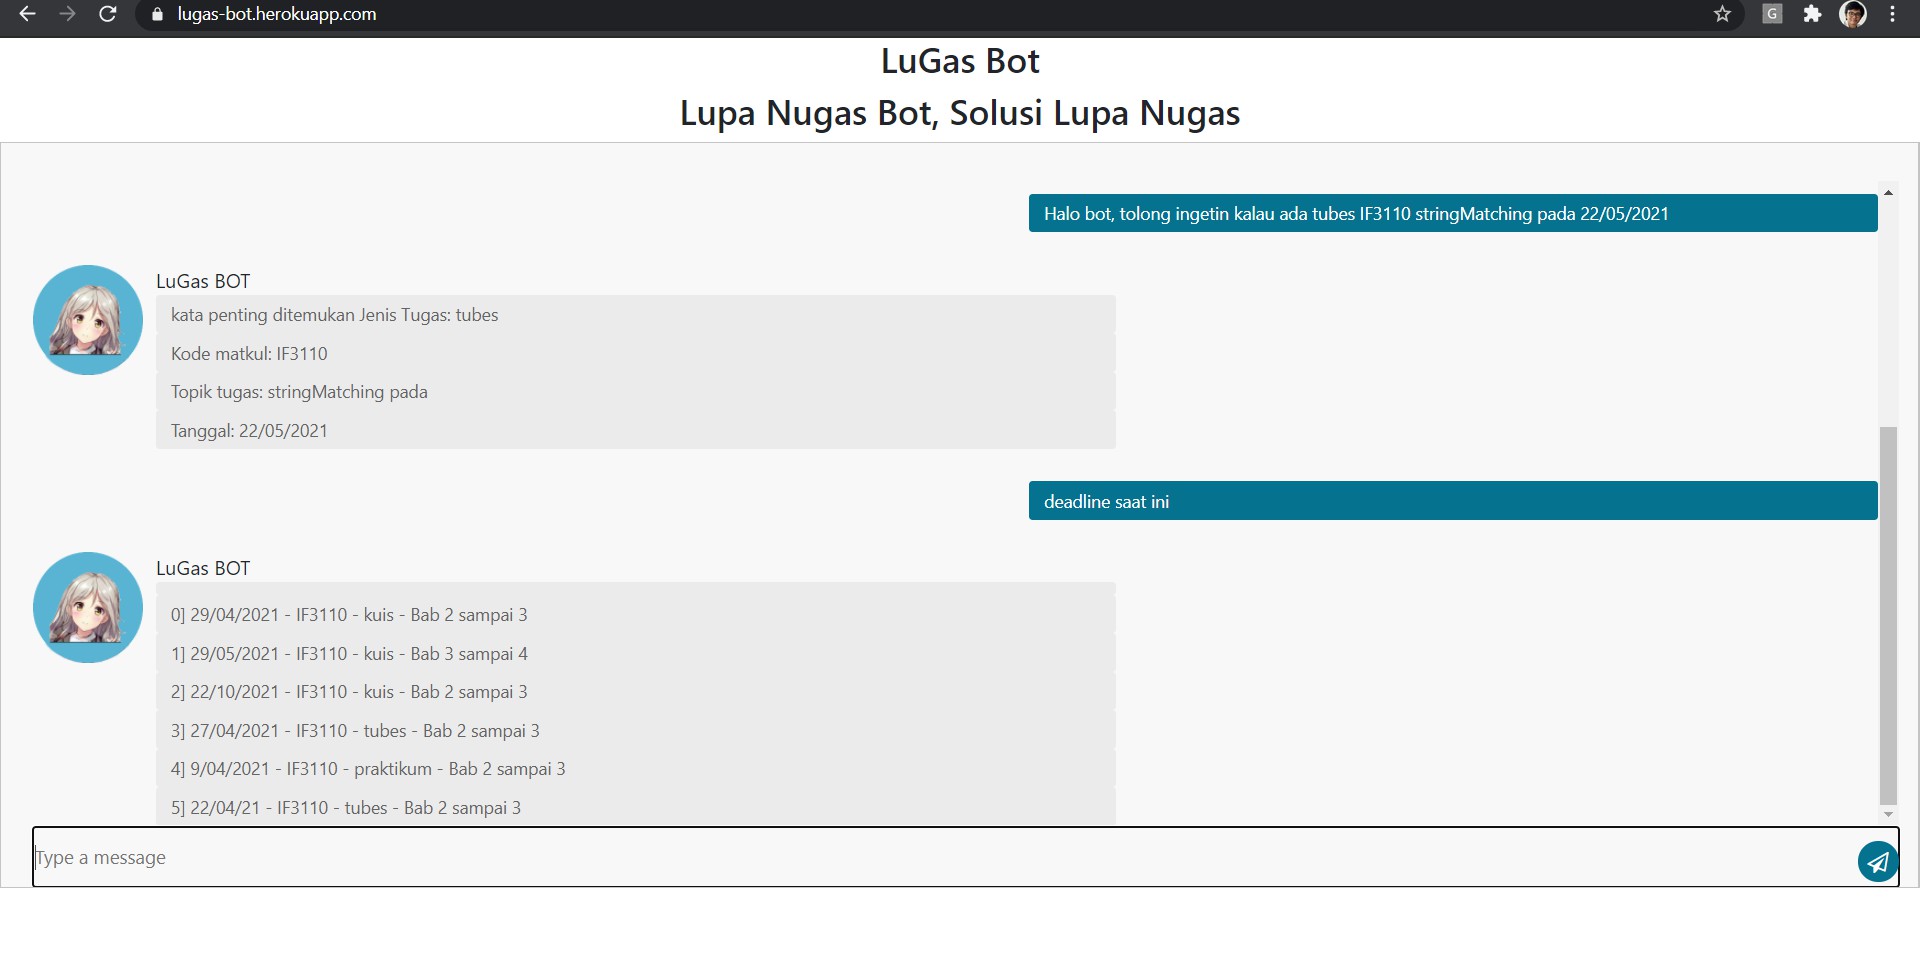 lugas-bot.herokuapp.com
G
LuGas Bot
Lupa Nugas Bot, Solusi Lupa Nugas
Halo bot, tolong ingetin kalau ada tubes IF3110 stringMatching pada 22/05/2021
LuGas BOT
kata penting ditemukan Jenis Tugas: tubes
Kode matkul: IF3110
Topik tugas: stringMatching pada
Tanggal: 22/05/2021
deadline saat ini
LuGas BOT
0] 29/04/2021 - IF3110 - kuis - Bab 2 sampai 3
1] 29/05/2021 - IF3110 - kuis - Bab 3 sampai 4
2] 22/10/2021 - IF3110 - kuis - Bab 2 sampai 3
3] 27/04/2021 - IF3110 - tubes - Bab 2 sampai 3
4] 9/04/2021 - IF3110 - praktikum - Bab 2 sampai 3
5] 22/04/21 - IF3110 - tubes - Bab 2 sampai 3
Type a message